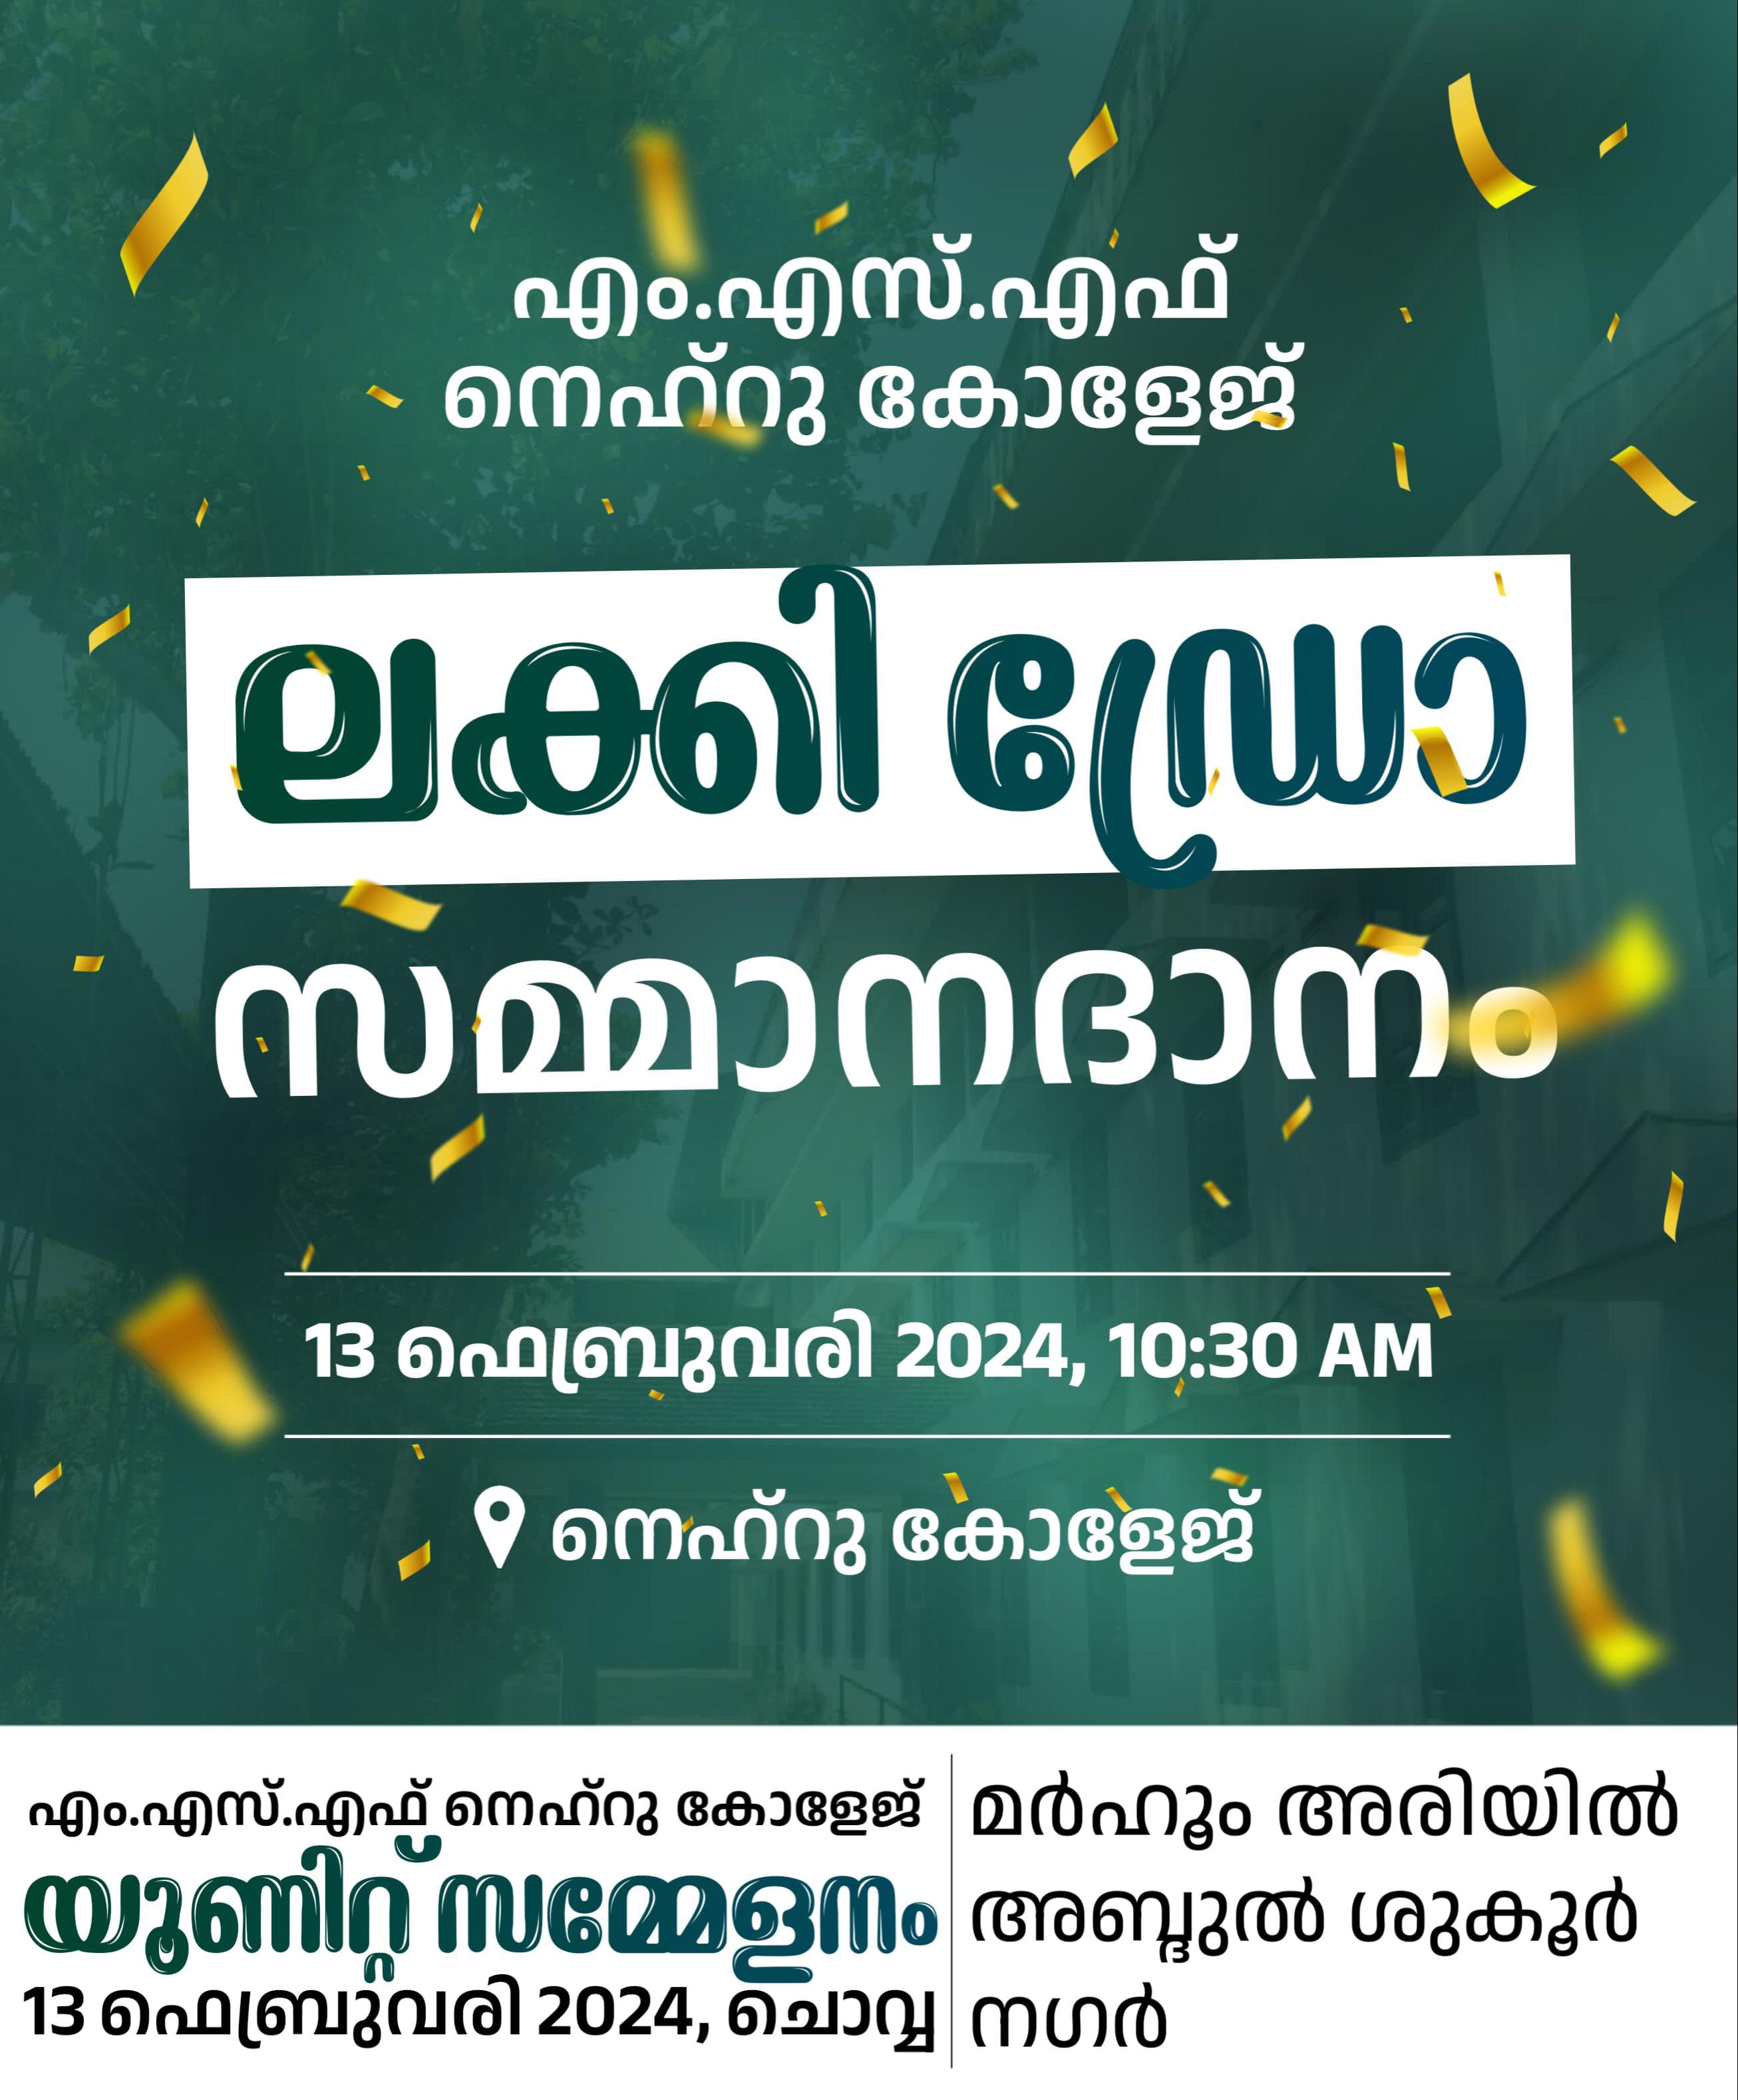 എം.എസ്.എഫ്
നെഹ്റു കോളേജ്
ലക്കി ഡ്രോ
സമ്മാനദാനം
13 ഫെബ്രുവരി 2024, 10:30 AM
നെഹ്റു കോളേജ്
എം.എസ്.എഫ് നെഹ്റു കോളേജ്
യൂണിറ്റ് സമ്മേളനം
13 ഫെബ്രുവരി 2024, ചൊവ്വ
മർഹൂം അരിയിൽ
അബ്ദുൽ ശുകൂർ
നഗർ